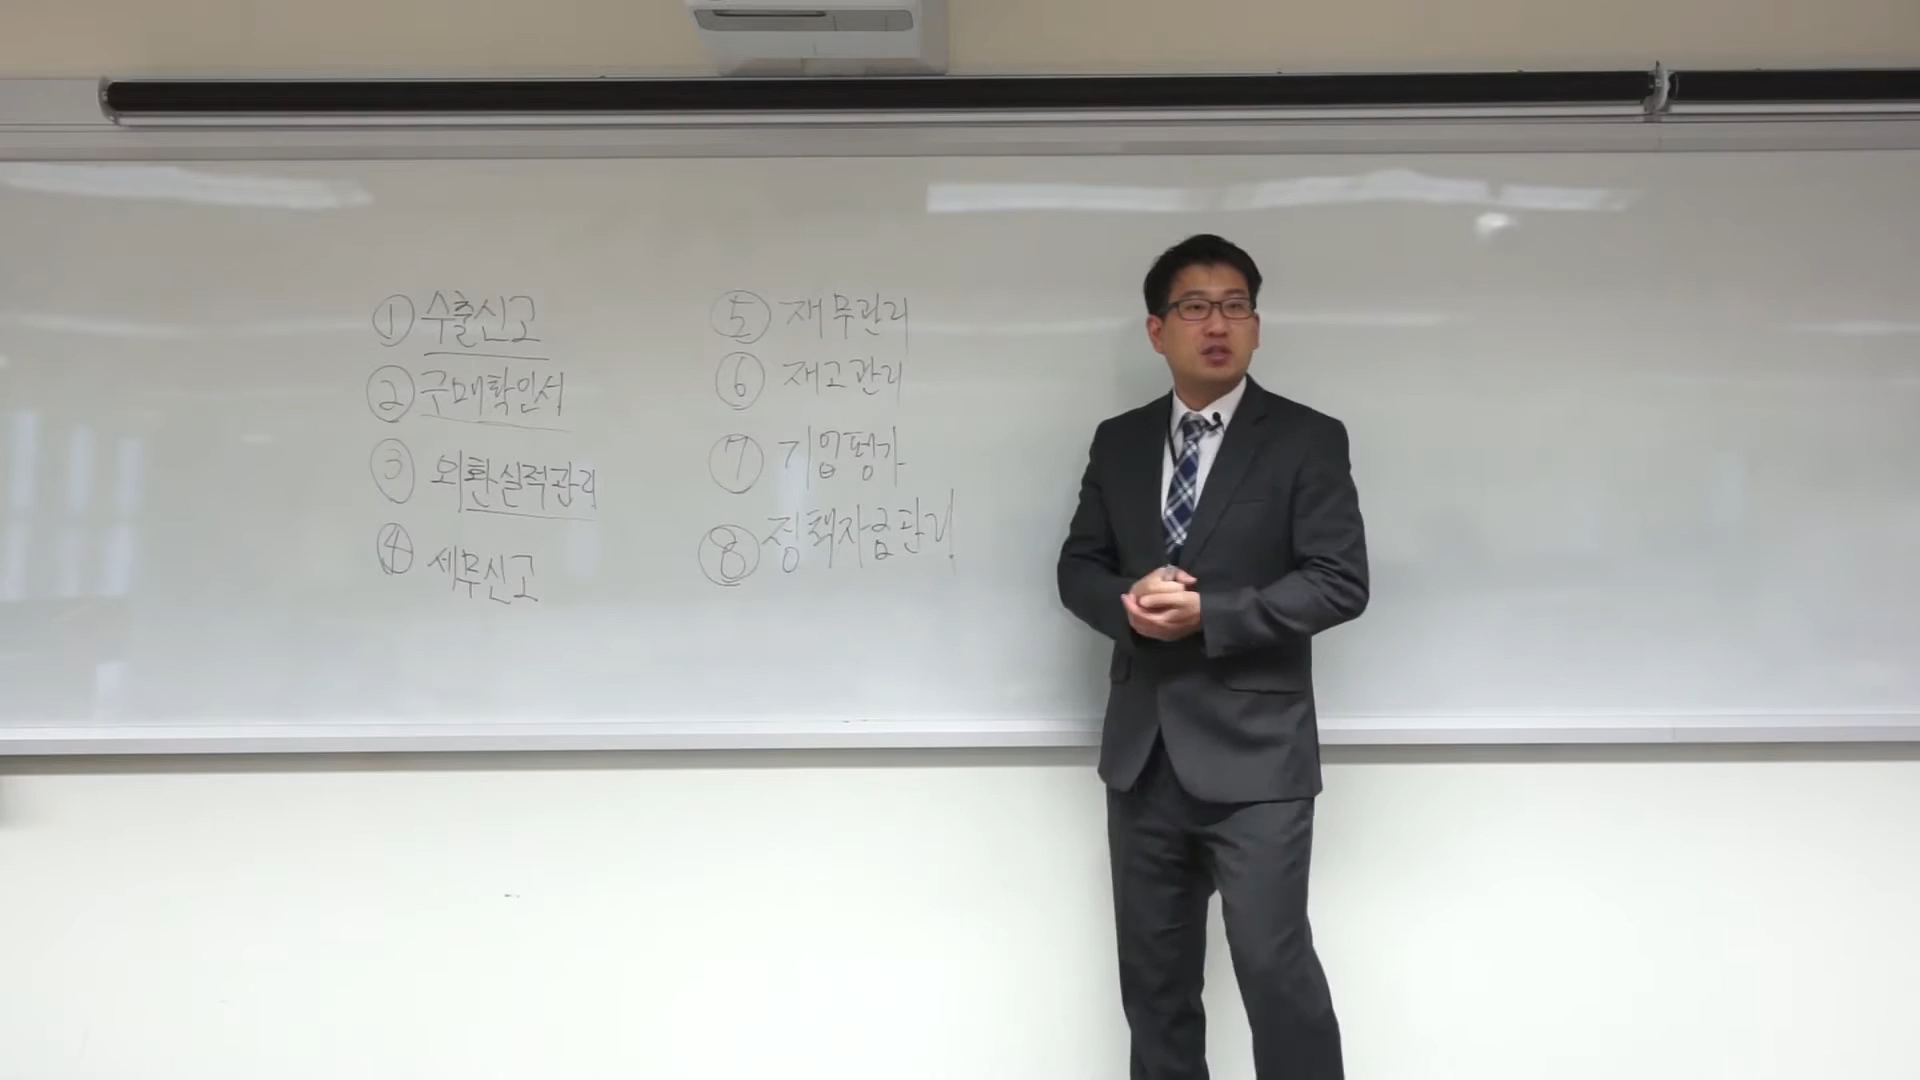 ① 수출신고
② 구매확인서
③ 외환실적관리
④ 세무신고
⑤ 재무관리
⑥ 재고관리
⑦ 기업평가
⑧ 정책자금관리